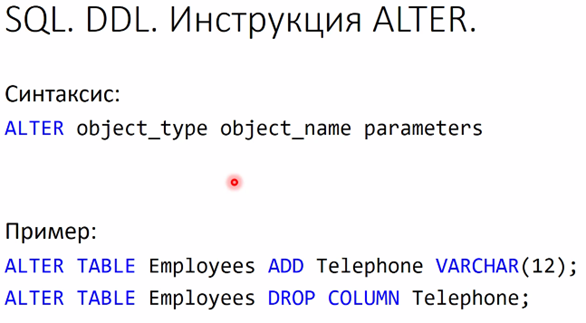 SQL. DDL. Инструкция ALTER.
Синтаксис:
ALTER object_type object_name parameters
Пример:
ALTER TABLE Employees ADD Telephone VARCHAR(12);
ALTER TABLE Employees DROP COLUMN Telephone;